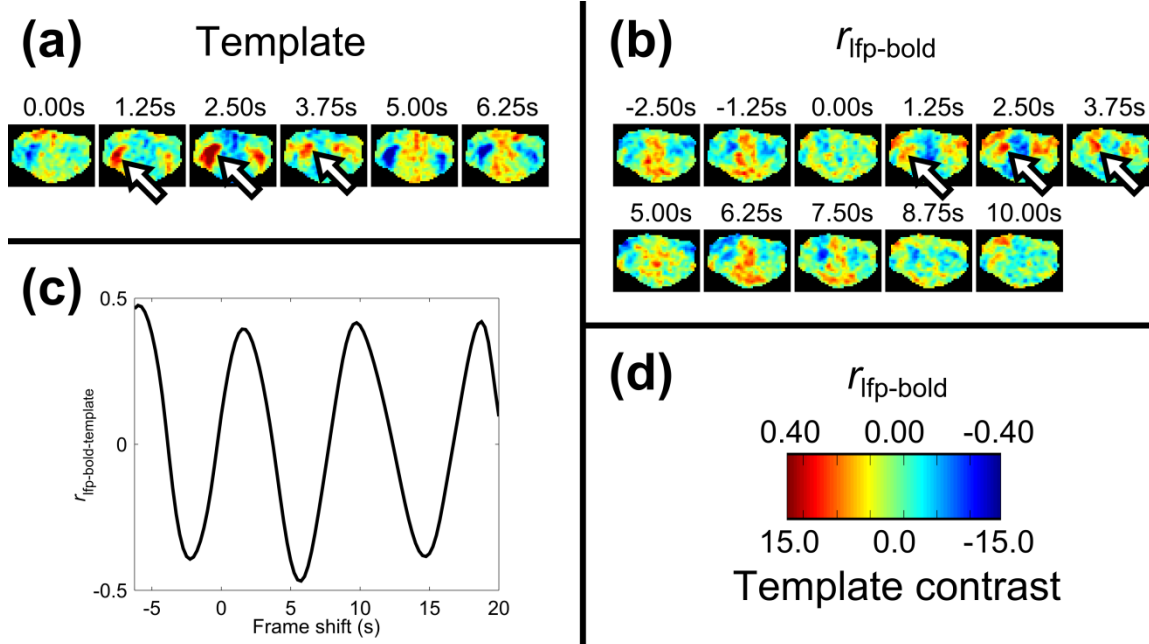 (a) Template
0.00s 1.25s 2.50s 3.75s 5.00s 6.25s
(b) rlfp-bold
-2.50s -1.25s 0.00s 1.25s 2.50s 3.75s
5.00s 6.25s 7.50s 8.75s 10.00s
(c)
0.5
0
-0.5
rlfp-bold-template
-5 0 5 10 15 20
Frame shift (s)
(d) rlfp-bold
0.40 0.00 -0.40
15.0 0.0 -15.0
Template contrast